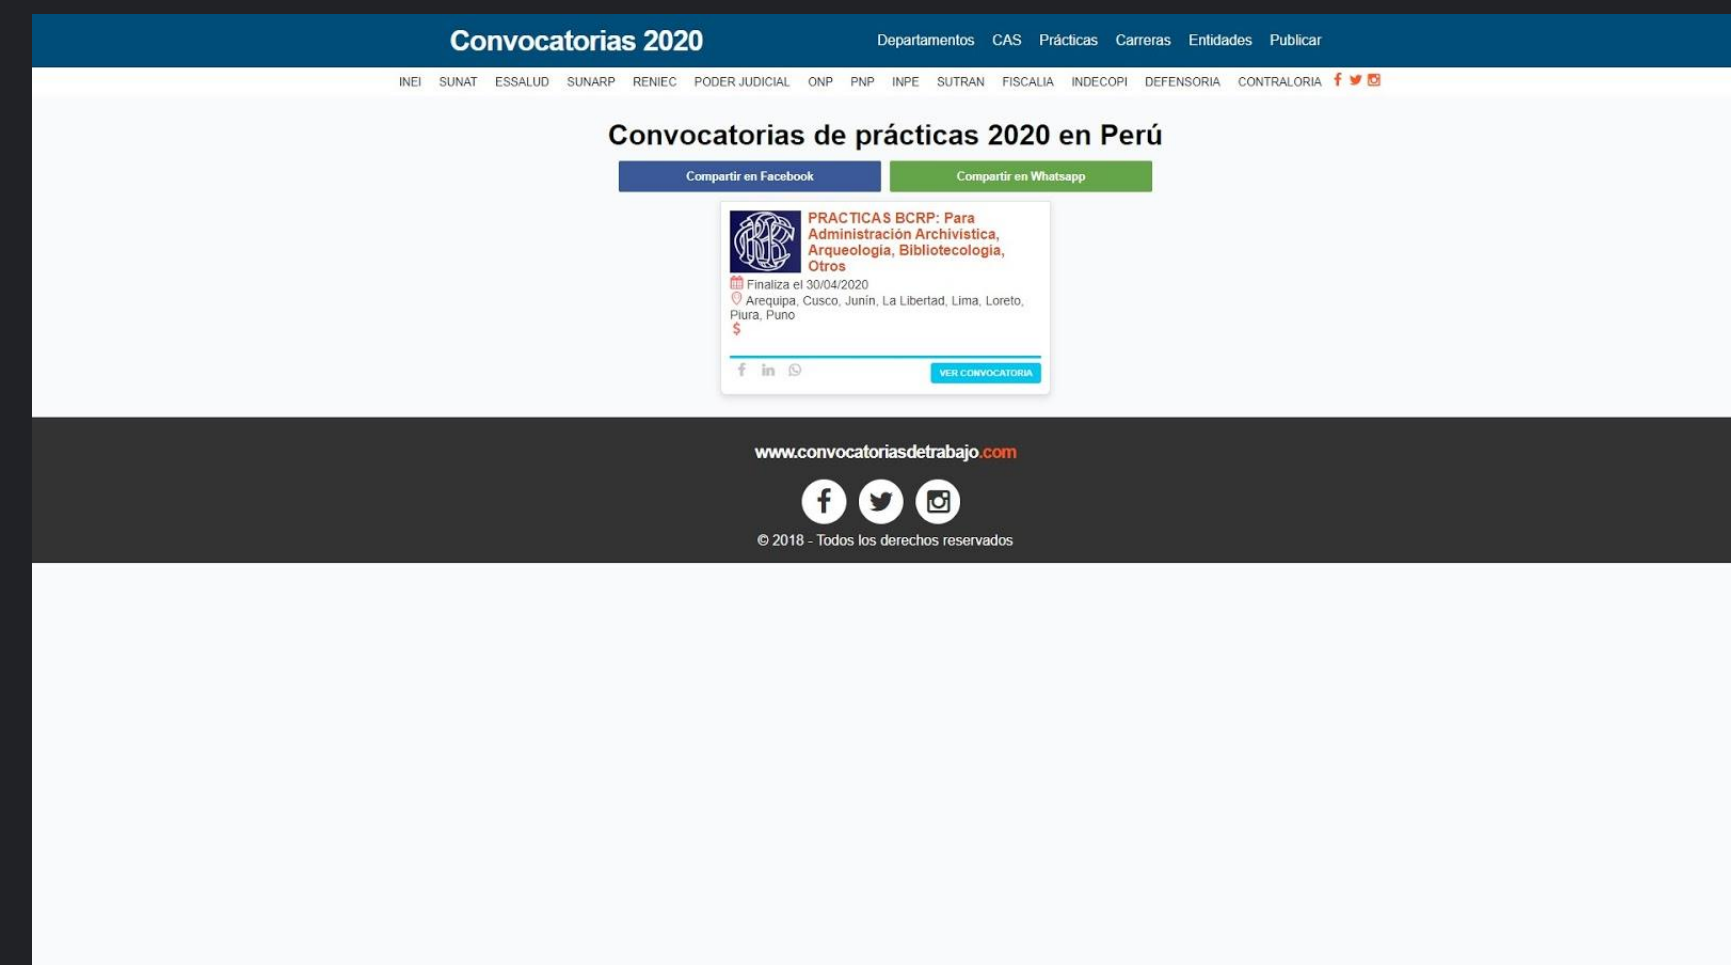 Convocatorias 2020
Departamentos CAS Prácticas Carreras Entidades Publicar
INEI SUNAT ESSALUD SUNARP RENIEC PODER JUDICIAL ONP PNP INPE SUTRAN FISCALIA INDECOPI DEFENSORIA CONTRALORIA
Convocatorias de prácticas 2020 en Perú
Compartir en Facebook
Compartir en Whatsapp
PRACTICAS BCRP: Para
Administración Archivística,
Arqueología, Bibliotecología,
Otros
Finaliza el 30/04/2020
Arequipa, Cusco, Junín, La Libertad, Lima, Loreto,
Piura, Puno
$
VER CONVOCATORIA
www.convocatoriasdetrabajo.com
© 2018 - Todos los derechos reservados